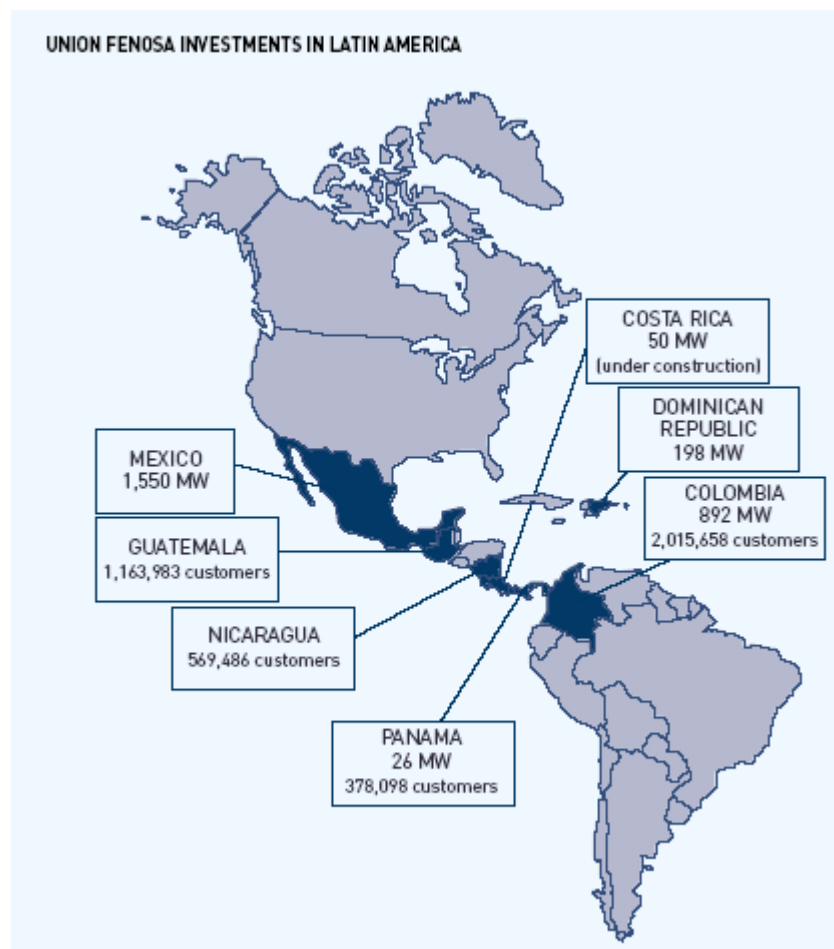 UNION FENOSA INVESTMENTS IN LATIN AMERICA
COSTA RICA
50 MW
(under construction)
DOMINICAN
REPUBLIC
198 MW
MEXICO
1,550 MW
COLOMBIA
892 MW
2,015,658 customers
GUATEMALA
1,163,983 customers
NICARAGUA
569,486 customers
PANAMA
26 MW
378,098 customers